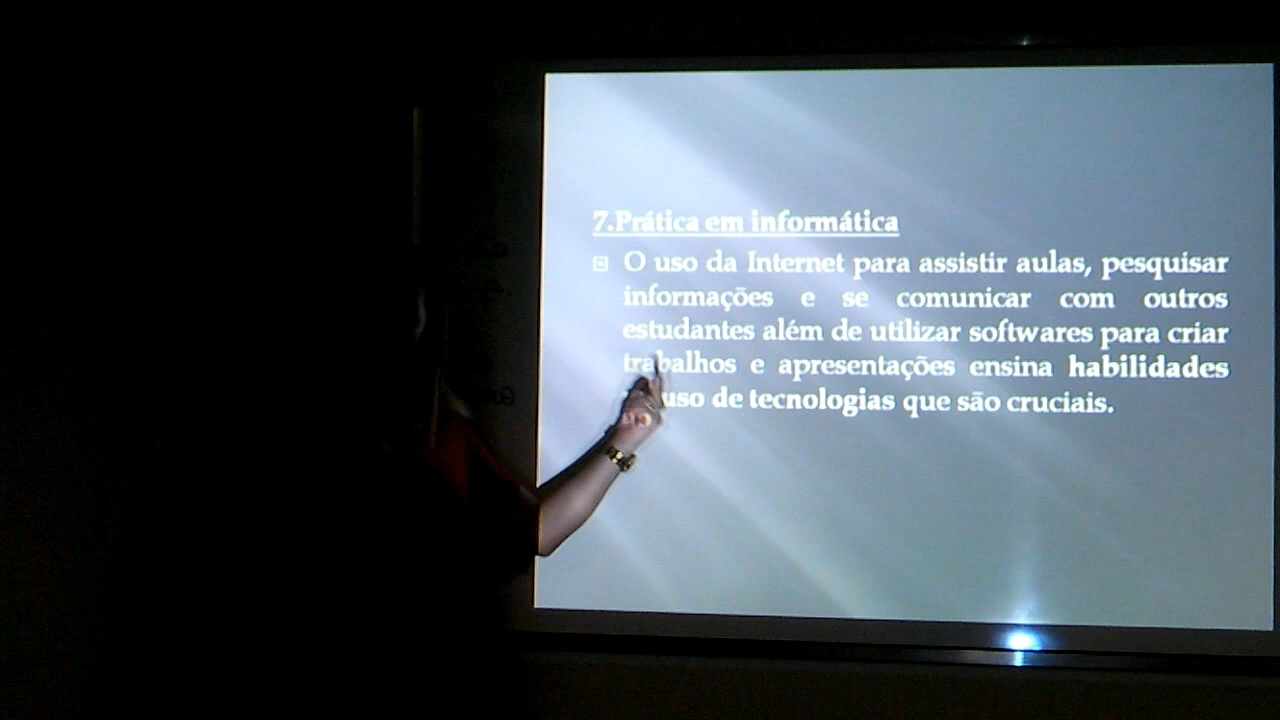 7.Prática em informática
O uso da Internet para assistir aulas, pesquisar
informações e se comunicar com outros
estudantes além de utilizar softwares para criar
trabalhos e apresentações ensina habilidades
uso de tecnologias que são cruciais.